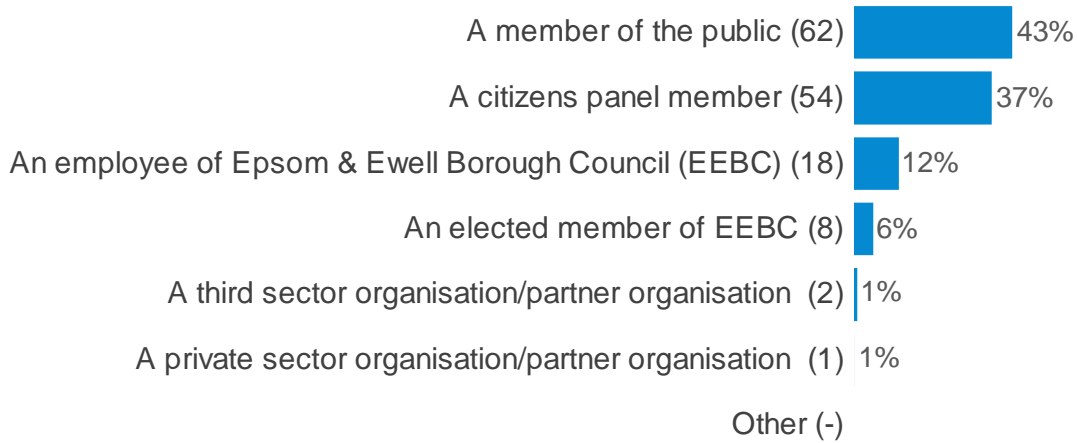 A member of the public (62) 43%
A citizens panel member (54) 37%
An employee of Epsom & Ewell Borough Council (EEBC) (18) 12%
An elected member of EEBC (8) 6%
A third sector organisation/partner organisation (2) 1%
A private sector organisation/partner organisation (1) 1%
Other (-)